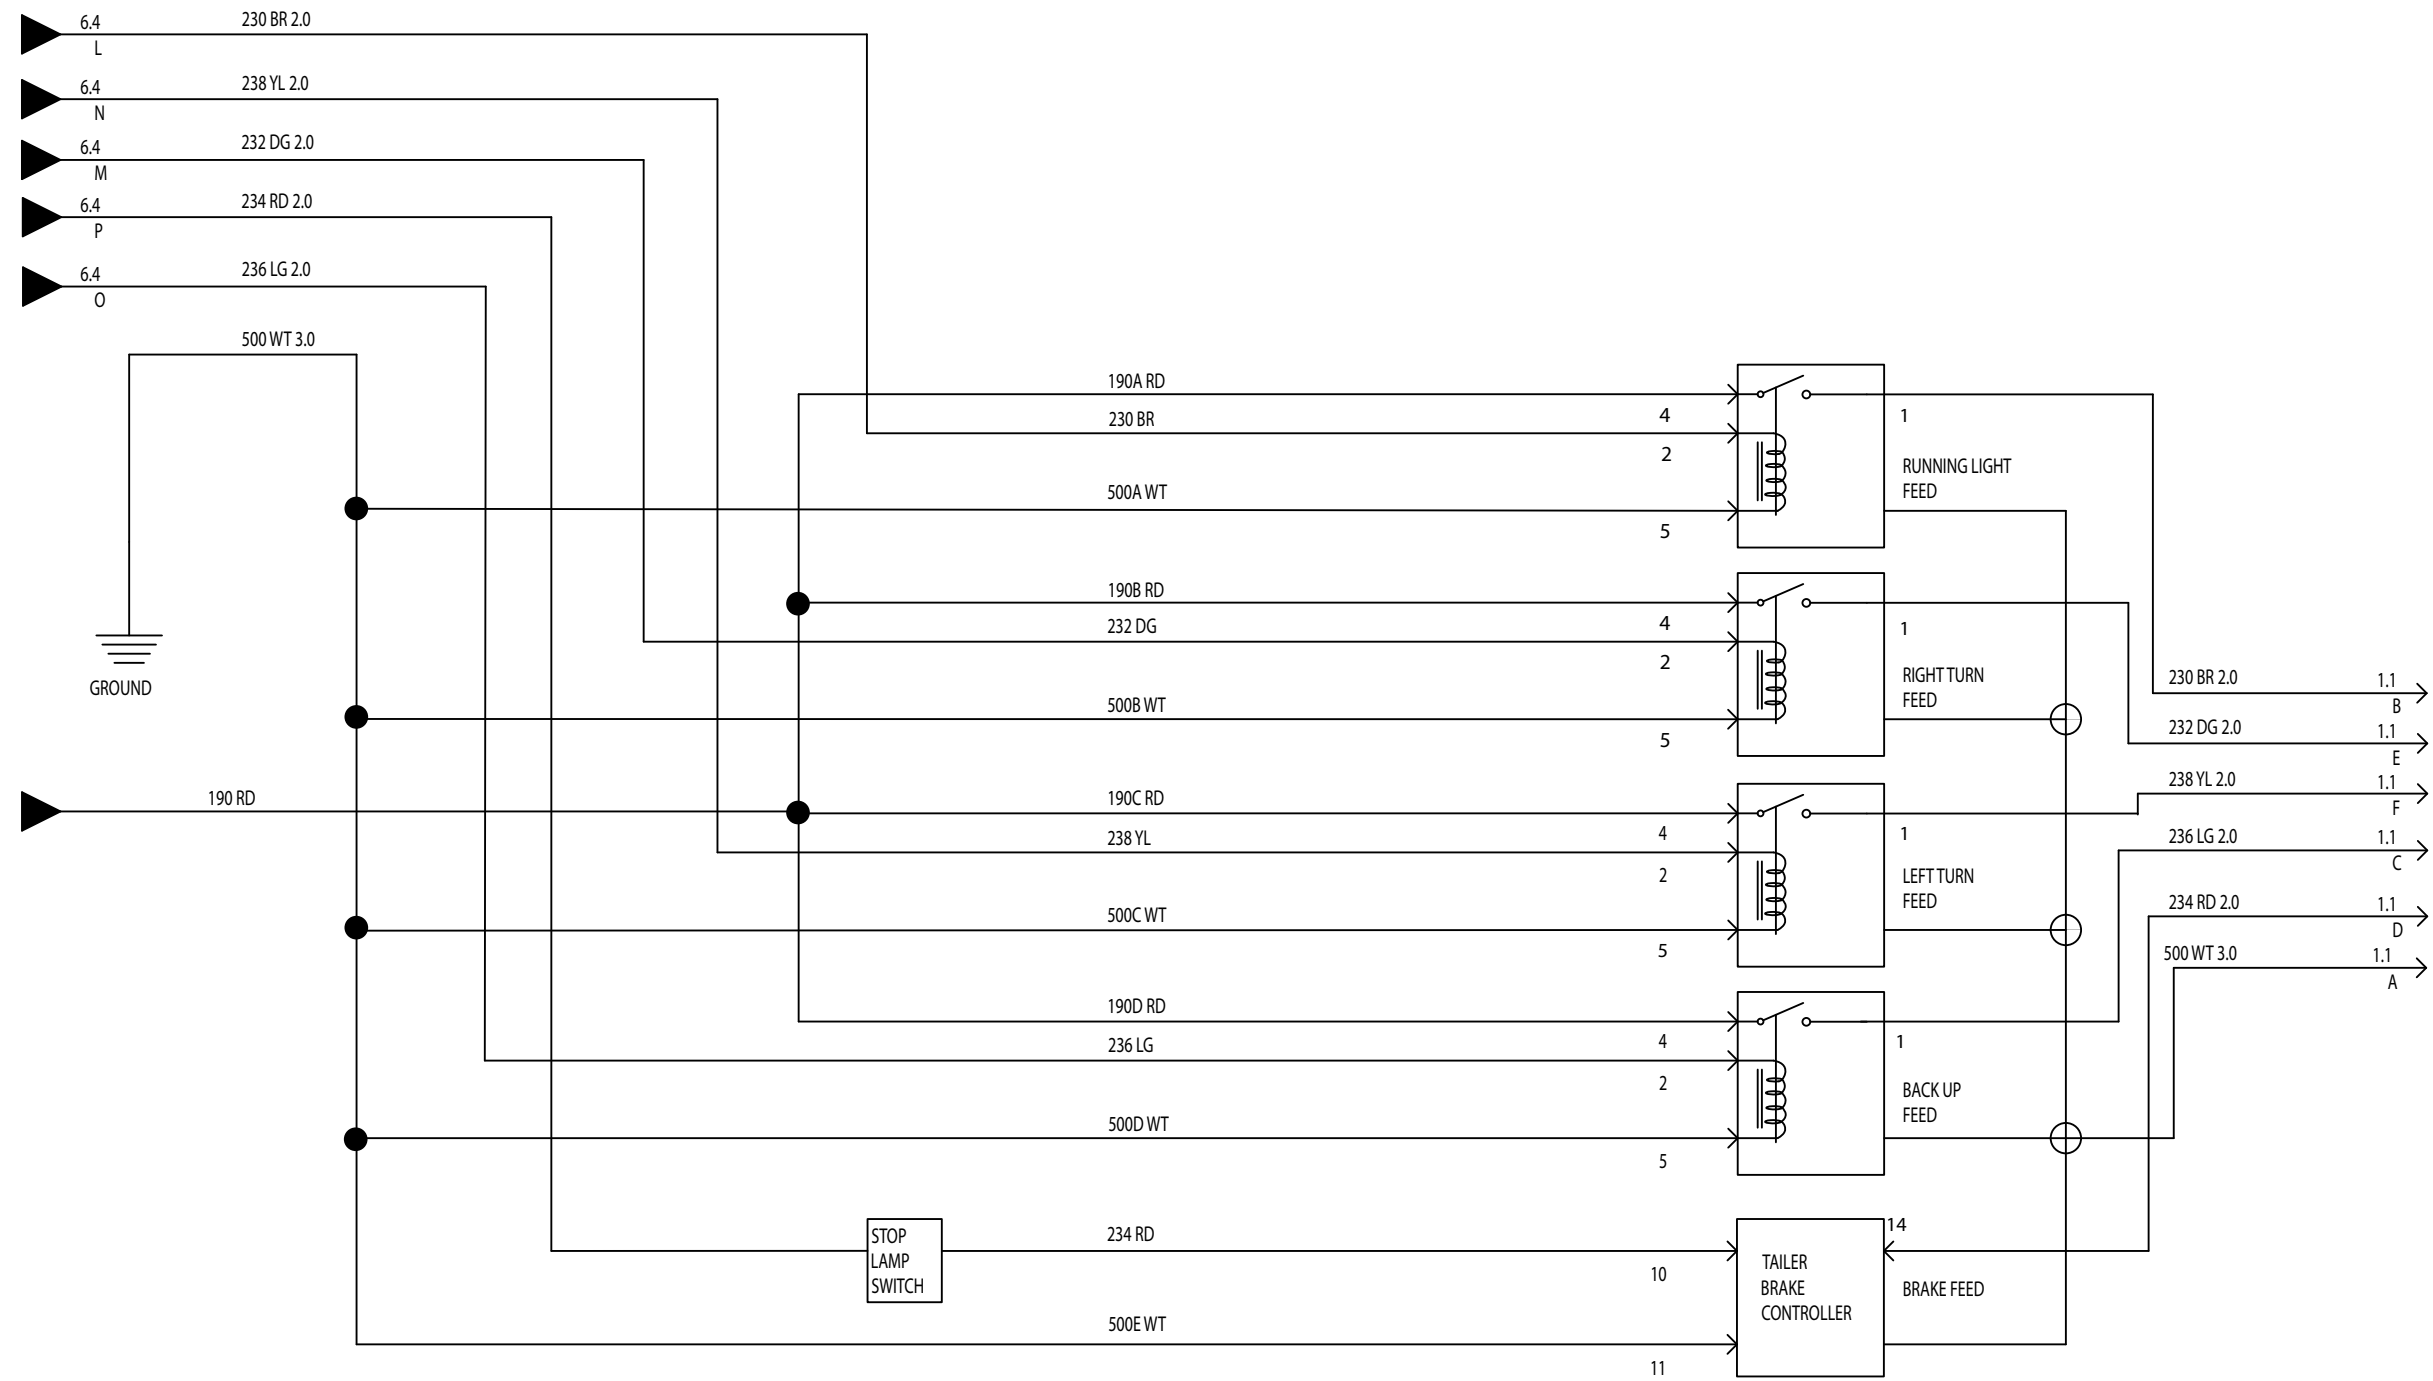 6.4
L
230 BR 2.0
6.4
N
238 YL 2.0
6.4
M
232 DG 2.0
6.4
P
234 RD 2.0
6.4
O
236 LG 2.0
500 WT 3.0
GROUND
190 RD
190A RD
4
230 BR
2
500A WT
5
1
RUNNING LIGHT
FEED
190B RD
4
232 DG
2
500B WT
5
1
RIGHT TURN
FEED
190C RD
4
238 YL
2
500C WT
5
1
LEFT TURN
FEED
190D RD
4
236 LG
2
500D WT
5
1
BACK UP
FEED
STOP
LAMP
SWITCH
234 RD
10
500E WT
11
TAILER
BRAKE
CONTROLLER
14
BRAKE FEED
230 BR 2.0
1.1
B
232 DG 2.0
1.1
E
238 YL 2.0
1.1
F
236 LG 2.0
1.1
C
234 RD 2.0
1.1
D
500 WT 3.0
1.1
A